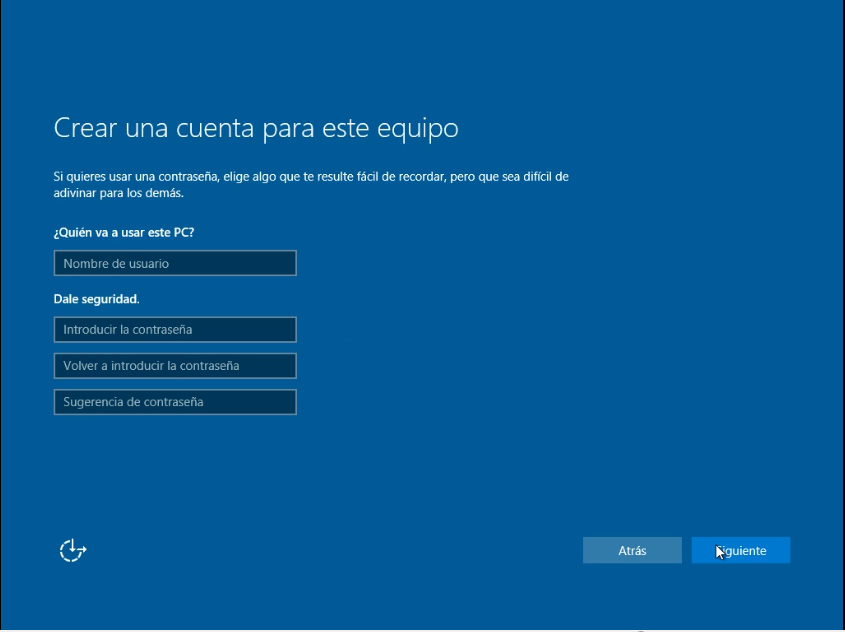 Crear una cuenta para este equipo
Si quieres usar una contraseña, elige algo que te resulte fácil de recordar, pero que sea difícil de
adivinar para los demás.
¿Quién va a usar este PC?
Nombre de usuario
Dale seguridad.
Introducir la contraseña
Volver a introducir la contraseña
Sugerencia de contraseña
Atrás
Siguiente